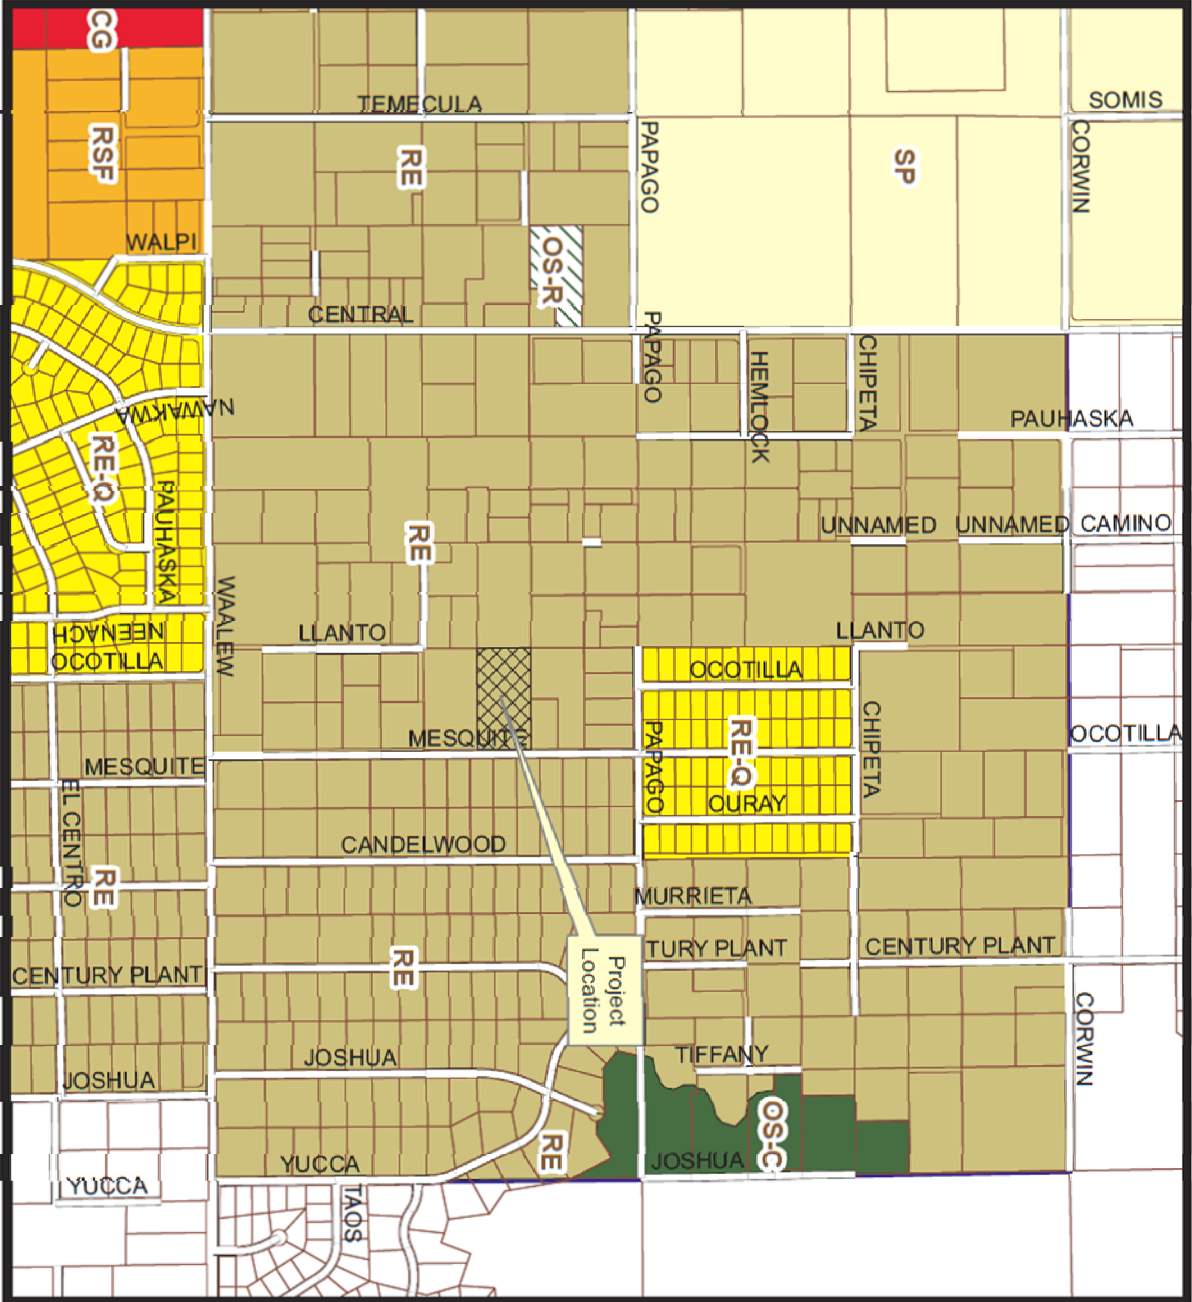 CG
SOMIS
TEMECULA
PAPAGO
CORWIN
RSF
RE
SP
WALPI
OS-R
CENTRAL
PAPAGO
HEMLOCK
CHIPETA
NAWAKWA
PAUHASKA
RE-Q
PAUHASKA
UNNAMED
UNNAMED
CAMINO
RE
WAALEW
NEENACH
LLANTO
LLANTO
OCOTILLA
OCOTILLA
MESQUITE
PAPAGO
RE-Q
CHIPETA
OCOTILLA
MESQUITE
EL CENTRO
OURAY
CANDELWOOD
RE
MURRIETA
CENTURY PLANT
RE
TURY PLANT
CENTURY PLANT
Project
Location
CORWIN
JOSHUA
TIFFANY
JOSHUA
OS-C
YUCCA
RE
JOSHUA
YUCCA
TAOS